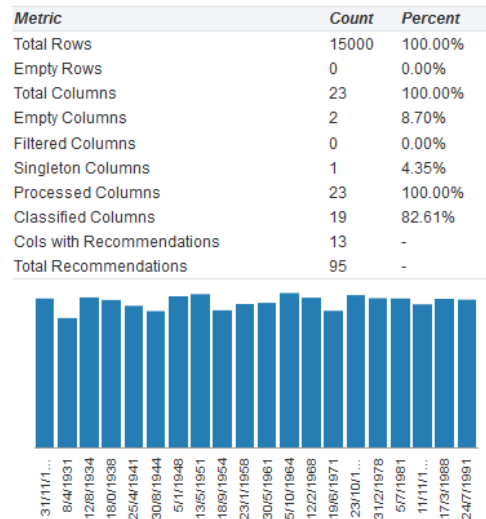 Metric Count Percent
Total Rows 15000 100.00%
Empty Rows 0 0.00%
Total Columns 23 100.00%
Empty Columns 2 8.70%
Filtered Columns 0 0.00%
Singleton Columns 1 4.35%
Processed Columns 23 100.00%
Classified Columns 19 82.61%
Cols with Recommendations 13 -
Total Recommendations 95 -
31/11/1...
8/4/1931
12/8/1934
18/0/1938
25/4/1941
30/8/1944
5/1/1948
13/5/1951
18/9/1954
23/1/1958
30/5/1961
5/10/1964
12/2/1968
19/6/1971
23/10/1...
31/2/1978
5/7/1981
11/11/1...
17/3/1988
24/7/1991